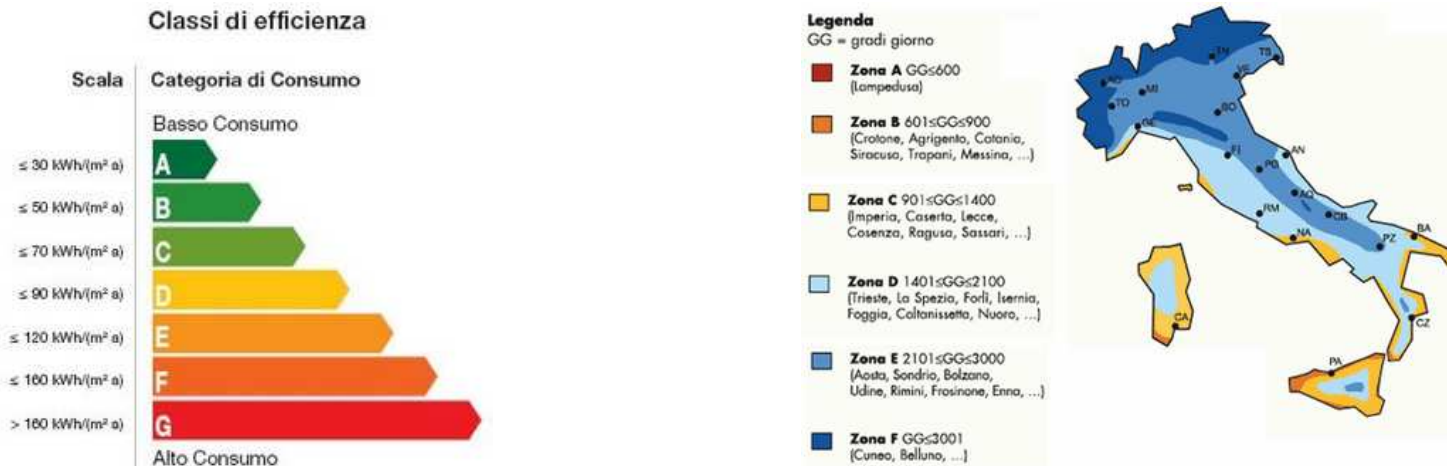 Classi di efficienza
Scala
Categoria di Consumo
Basso Consumo
≤ 30 kWh/(m² a)
A
≤ 50 kWh/(m² a)
B
≤ 70 kWh/(m² a)
C
≤ 90 kWh/(m² a)
D
≤ 120 kWh/(m² a)
E
≤ 160 kWh/(m² a)
F
> 160 kWh/(m² a)
G
Alto Consumo
Legenda
GG = gradi giorno
Zona A GG≤600
(Lampedusa)
Zona B 601≤GG≤900
(Crotone, Agrigento, Catania,
Siracusa, Trapani, Messina, ...)
Zona C 901≤GG≤1400
(Imperia, Caserta, Lecce,
Cosenza, Ragusa, Sassari, ...)
Zona D 1401≤GG≤2100
(Trieste, La Spezia, Forlì, Isernia,
Foggia, Caltanissetta, Nuoro, ...)
Zona E 2101≤GG≤3000
(Aosta, Sondrio, Bolzano,
Udine, Rimini, Frosinone, Enna, ...)
Zona F GG≤3001
(Cuneo, Belluno, ...)
TN
TS
VE
AO
MI
TO
BO
GE
FI
AN
PG
AQ
RM
CB
BA
NA
PZ
CA
CZ
PA